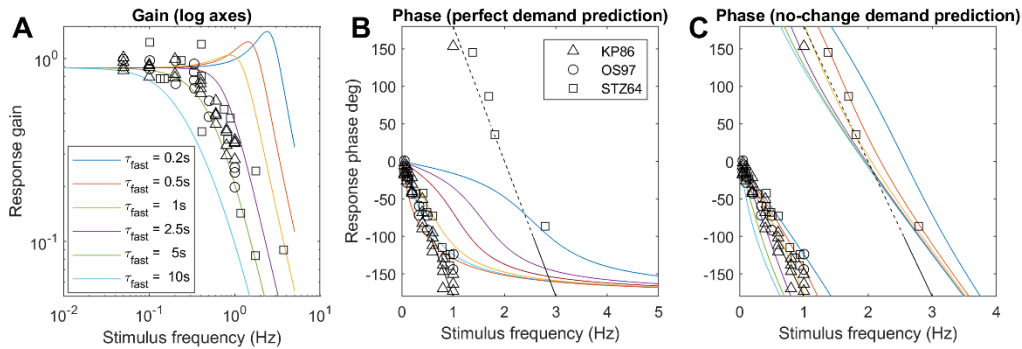 A
Gain (log axes)
Response gain
10⁰
10⁻¹
τfast = 0.2s
τfast = 0.5s
τfast = 1s
τfast = 2.5s
τfast = 5s
τfast = 10s
10⁻² 10⁻¹ 10⁰ 10¹
Stimulus frequency (Hz)
B
Phase (perfect demand prediction)
Response phase deg)
150
100
50
0
-50
-100
-150
KP86
OS97
STZ64
0 1 2 3 4 5
Stimulus frequency (Hz)
C
Phase (no-change demand prediction)
150
100
50
0
-50
-100
-150
0 1 2 3 4
Stimulus frequency (Hz)